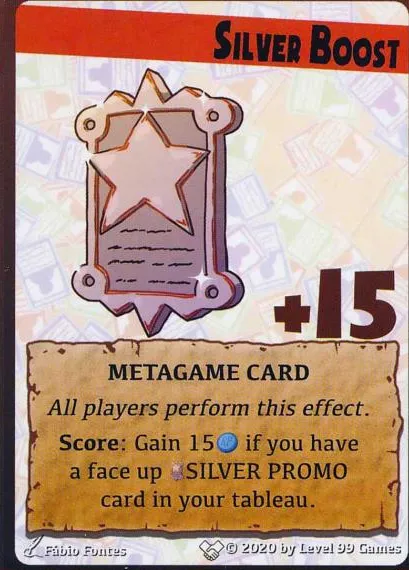 SILVER BOOST
+15
METAGAME CARD
All players perform this effect.
Score: Gain 15 if you have
a face up SILVER PROMO
card in your tableau.
Fábio Fontes
© 2020 by Level 99 Games